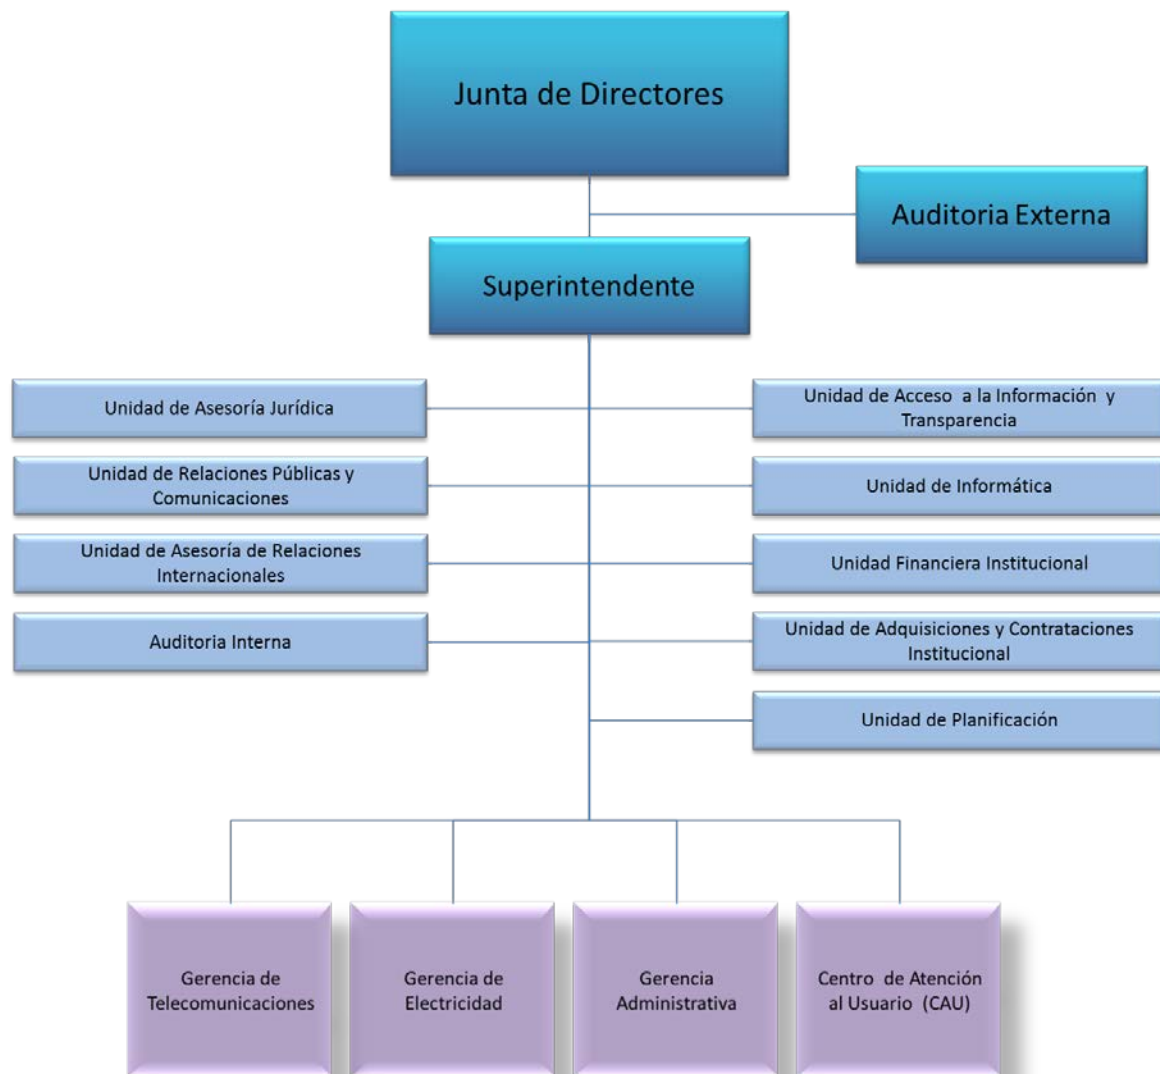 Junta de Directores
Auditoria Externa
Superintendente
Unidad de Asesoría Jurídica
Unidad de Acceso a la Información y
Transparencia
Unidad de Relaciones Públicas y
Comunicaciones
Unidad de Informática
Unidad de Asesoría de Relaciones
Internacionales
Unidad Financiera Institucional
Auditoria Interna
Unidad de Adquisiciones y Contrataciones
Institucional
Unidad de Planificación
Gerencia de
Telecomunicaciones
Gerencia de
Electricidad
Gerencia
Administrativa
Centro de Atención
al Usuario (CAU)